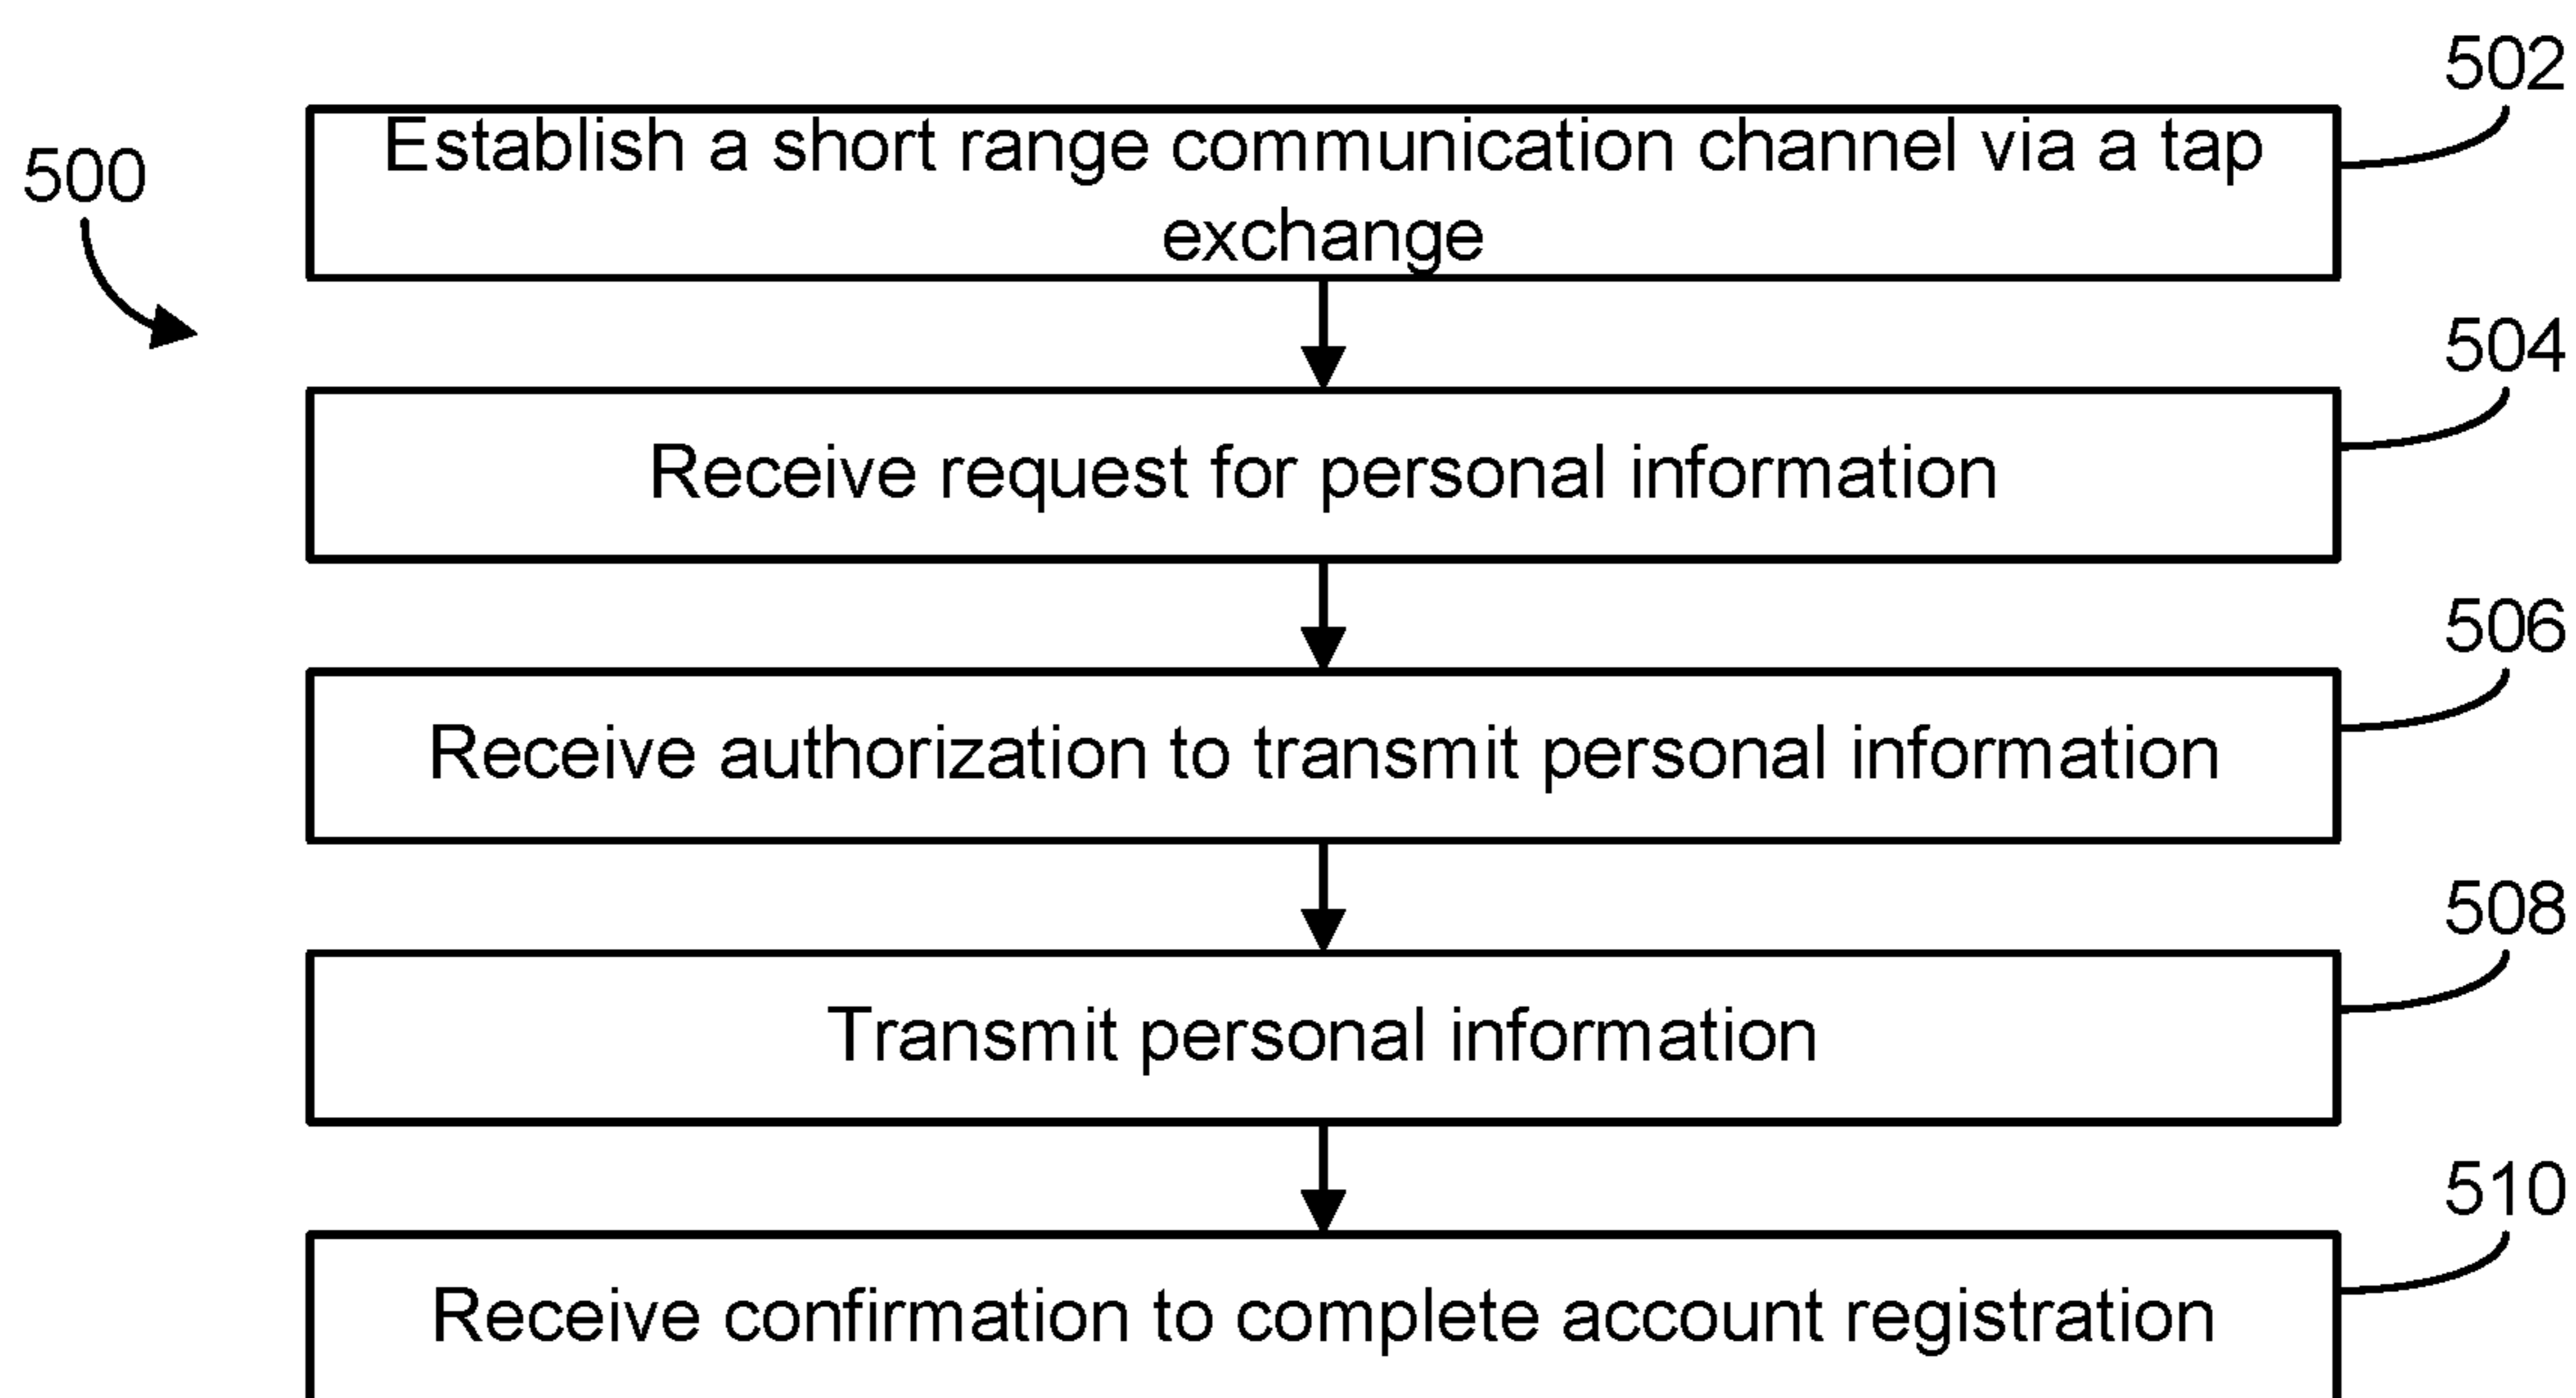 502
Establish a short range communication channel via a tap
exchange
500
504
Receive request for personal information
506
Receive authorization to transmit personal information
508
Transmit personal information
510
Receive confirmation to complete account registration